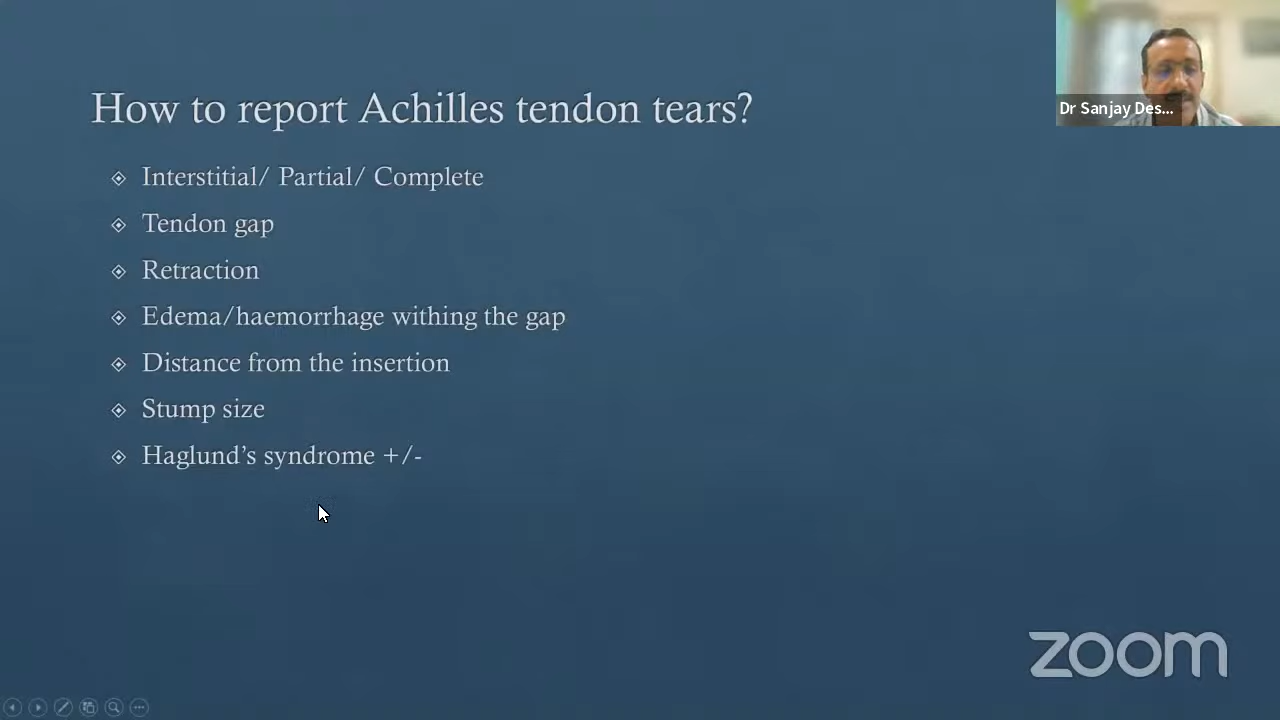 How to report Achilles tendon tears?
Dr Sanjay Des...
Interstitial/ Partial/ Complete
Tendon gap
Retraction
Edema/haemorrhage withing the gap
Distance from the insertion
Stump size
Haglund's syndrome +/-
zoom